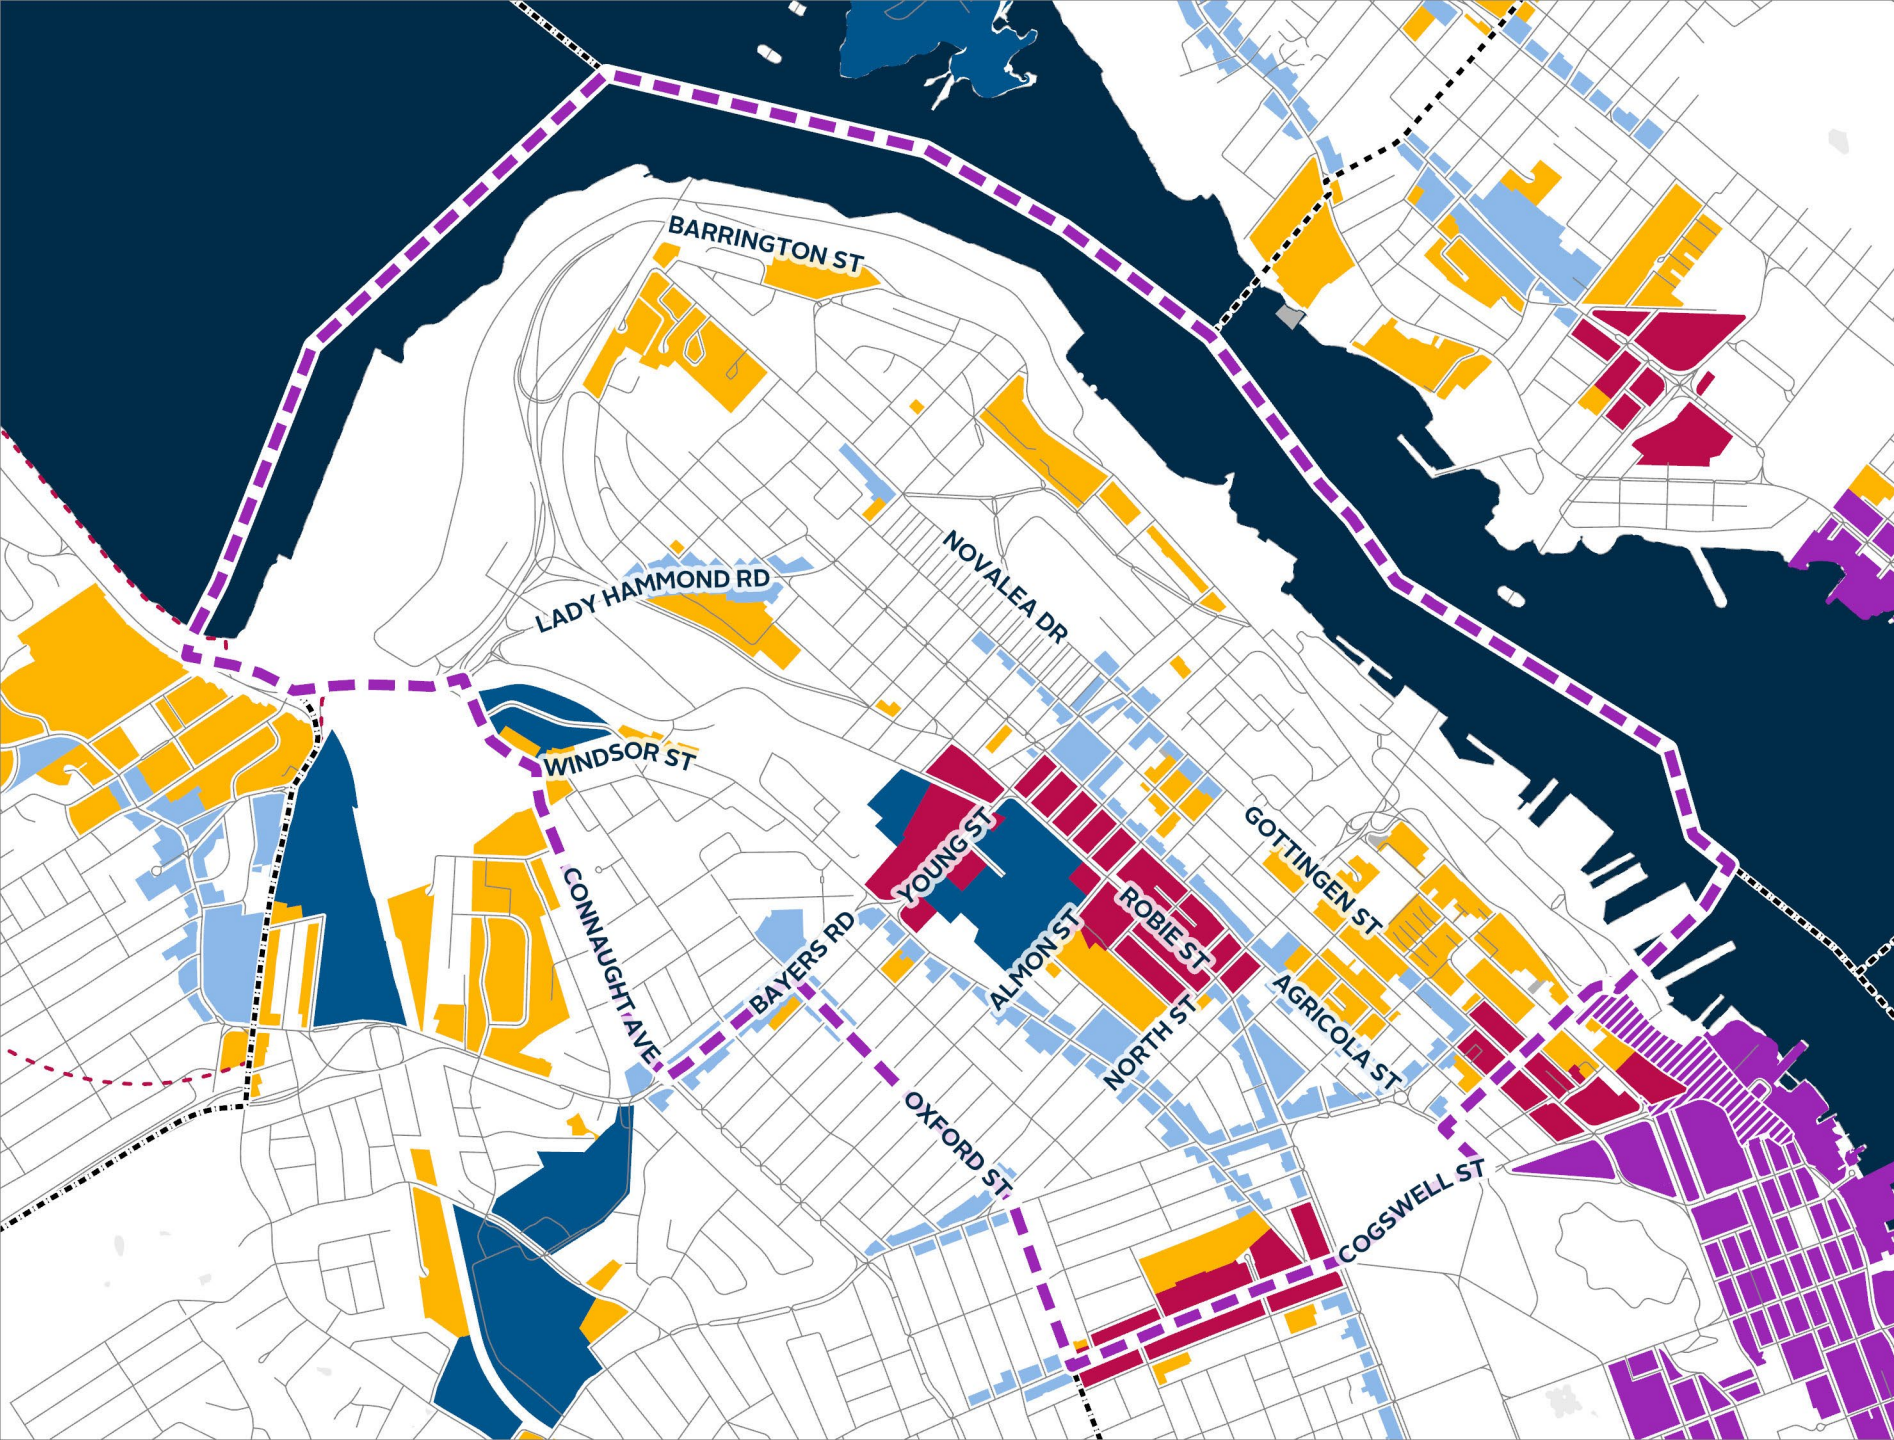 BARRINGTON ST
NOVALEA DR
LADY HAMMOND RD
WINDSOR ST
YOUNG ST
GOTTINGEN ST
CONNAUGHT AVE
ROBIE ST
BAYERS RD
ALMON ST
AGRICOLA ST
NORTH ST
OXFORD ST
COGSWELL ST